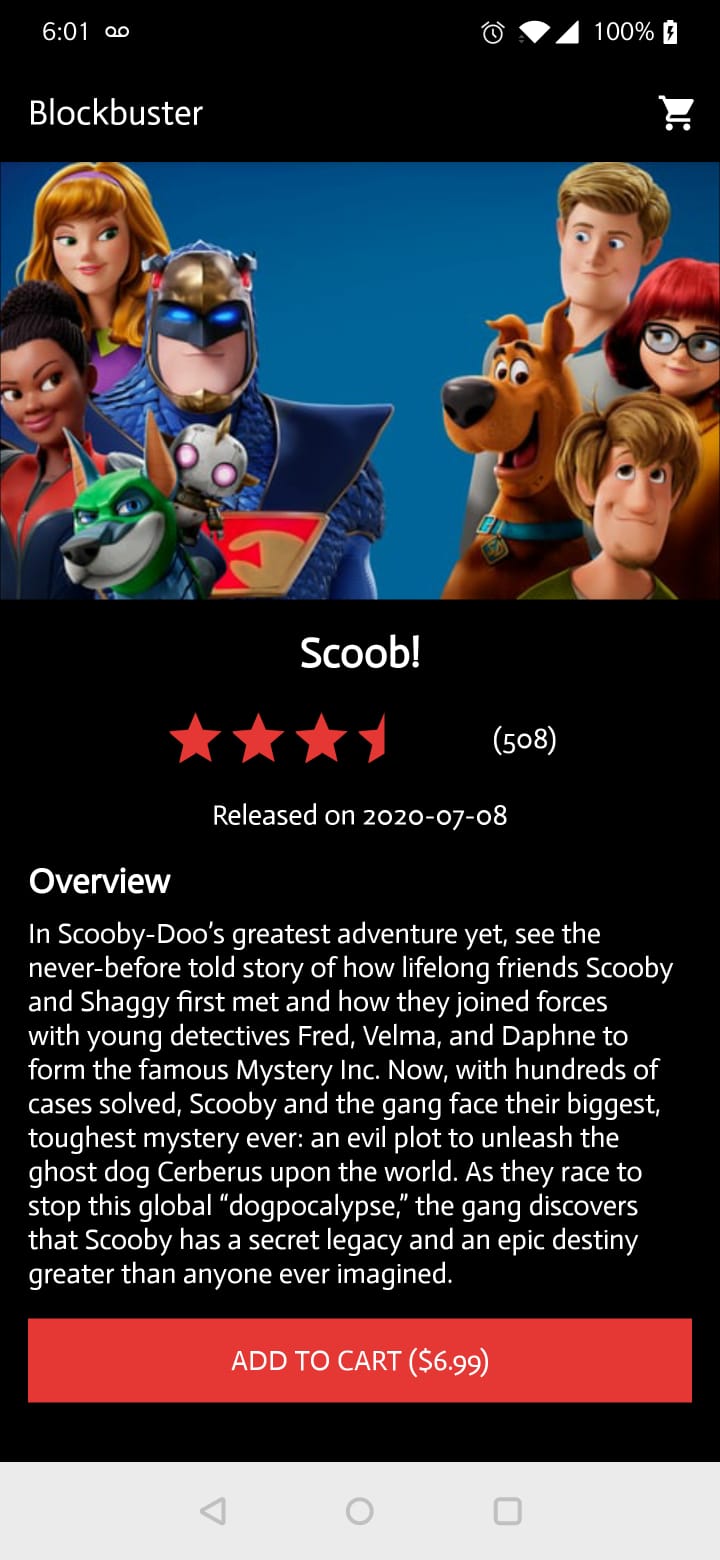 6:01
100%
Blockbuster
Scoob!
(508)
Released on 2020-07-08
Overview
In Scooby-Doo’s greatest adventure yet, see the
never-before told story of how lifelong friends Scooby
and Shaggy first met and how they joined forces
with young detectives Fred, Velma, and Daphne to
form the famous Mystery Inc. Now, with hundreds of
cases solved, Scooby and the gang face their biggest,
toughest mystery ever: an evil plot to unleash the
ghost dog Cerberus upon the world. As they race to
stop this global “dogpocalypse,” the gang discovers
that Scooby has a secret legacy and an epic destiny
greater than anyone ever imagined.
ADD TO CART ($6.99)